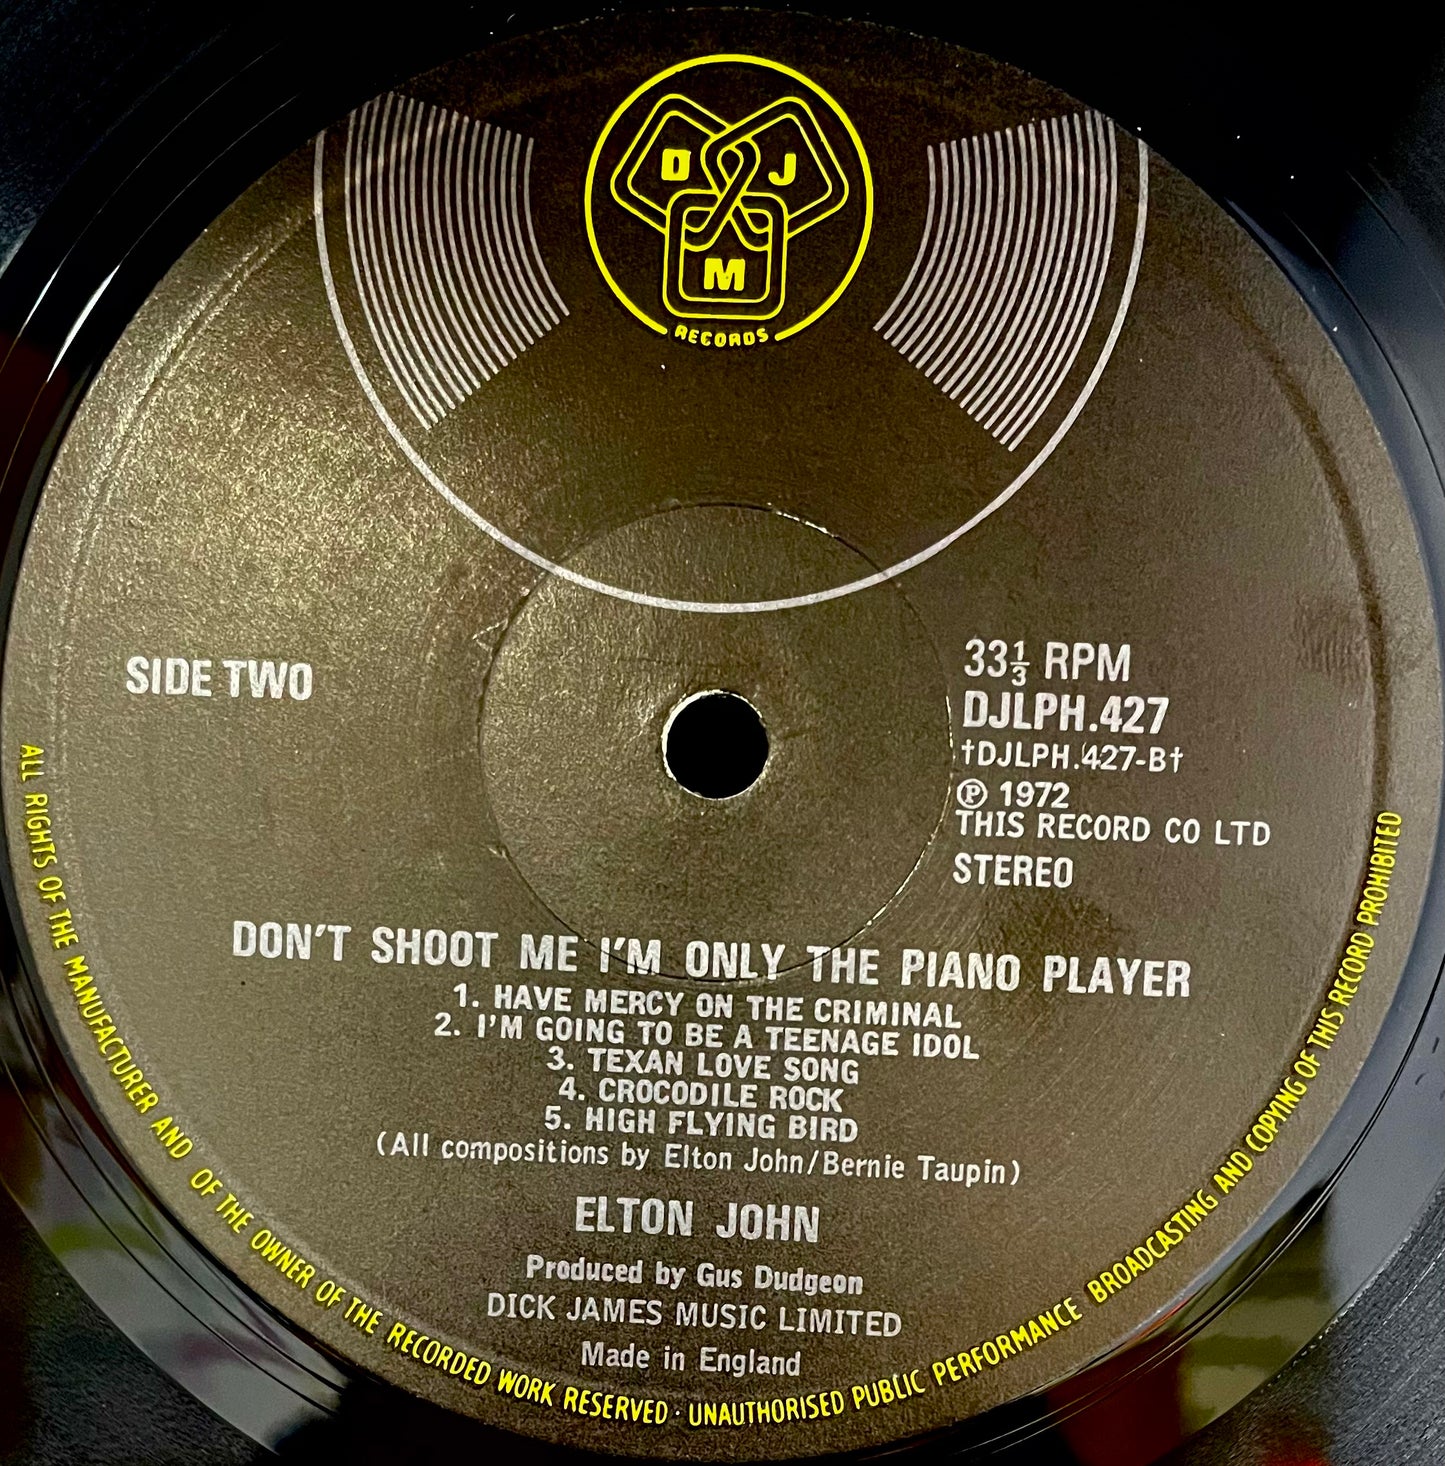 D J
M
RECORDS
SIDE TWO
33⅓ RPM
DJLPH.427
†DJLPH.427-B†
℗ 1972
THIS RECORD CO LTD
STEREO
DON'T SHOOT ME I'M ONLY THE PIANO PLAYER
1. HAVE MERCY ON THE CRIMINAL
2. I'M GOING TO BE A TEENAGE IDOL
3. TEXAN LOVE SONG
4. CROCODILE ROCK
5. HIGH FLYING BIRD
(All compositions by Elton John/Bernie Taupin)
ELTON JOHN
Produced by Gus Dudgeon
DICK JAMES MUSIC LIMITED
Made in England
ALL RIGHTS OF THE MANUFACTURER AND OF THE OWNER OF THE RECORDED WORK RESERVED · UNAUTHORISED PUBLIC PERFORMANCE BROADCASTING AND COPYING OF THIS RECORD PROHIBITED